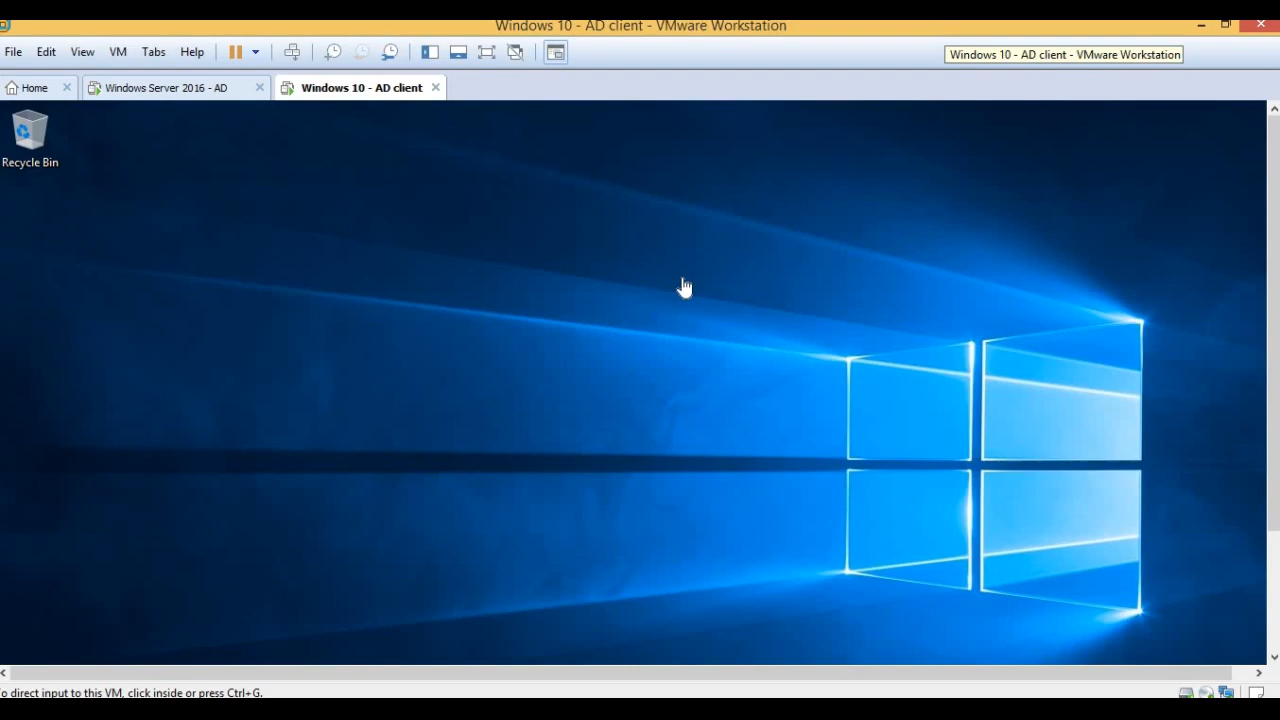 Windows 10 - AD client - VMware Workstation
File Edit View VM Tabs Help
Windows 10 - AD client - VMware Workstation
Home Windows Server 2016 - AD Windows 10 - AD client
Recycle Bin
o direct input to this VM, click inside or press Ctrl+G.